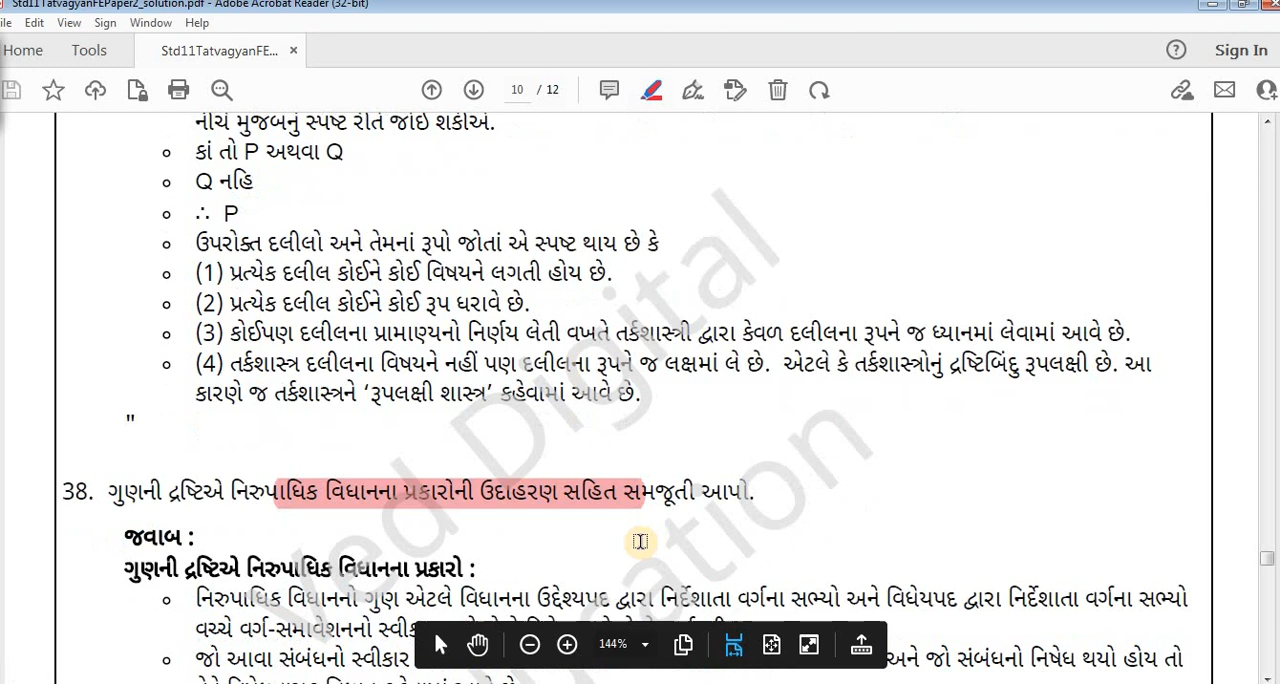 Std11TatvagyanFEPaper2_solution.pdf - Adobe Acrobat Reader (32-bit)
ile Edit View Sign Window Help
Home Tools Std11TatvagyanFE... × Sign In
10 / 12
નીચે મુજબનું સ્પષ્ટ રીતે જોઈ શકીએ.
કાં તો P અથવા Q
Q નહિ
∴ P
ઉપરોક્ત દલીલો અને તેમનાં રૂપો જોતાં એ સ્પષ્ટ થાય છે કે
(1) પ્રત્યેક દલીલ કોઈને કોઈ વિષયને લગતી હોય છે.
(2) પ્રત્યેક દલીલ કોઈને કોઈ રૂપ ધરાવે છે.
(3) કોઈપણ દલીલના પ્રામાણ્યનો નિર્ણય લેતી વખતે તર્કશાસ્ત્રી દ્વારા કેવળ દલીલના રૂપને જ ધ્યાનમાં લેવામાં આવે છે.
(4) તર્કશાસ્ત્ર દલીલના વિષયને નહીં પણ દલીલના રૂપને જ લક્ષમાં લે છે. એટલે કે તર્કશાસ્ત્રોનું દ્રષ્ટિબિંદુ રૂપલક્ષી છે. આ
કારણે જ તર્કશાસ્ત્રને ‘રૂપલક્ષી શાસ્ત્ર’ કહેવામાં આવે છે.
"
38. ગુણની દ્રષ્ટિએ નિરુપાધિક વિધાનના પ્રકારોની ઉદાહરણ સહિત સમજૂતી આપો.
જવાબ :
ગુણની દ્રષ્ટિએ નિરુપાધિક વિધાનના પ્રકારો :
નિરુપાધિક વિધાનનો ગુણ એટલે વિધાનના ઉદ્દેશ્યપદ દ્વારા નિર્દેશાતા વર્ગના સભ્યો અને વિધેયપદ દ્વારા નિર્દેશાતા વર્ગના સભ્યો
વચ્ચે વર્ગ-સમાવેશનનો
જો આવા સંબંધનો સ્વીકાર અને જો સંબંધનો નિષેધ થયો હોય તો
144%
Ved Digital